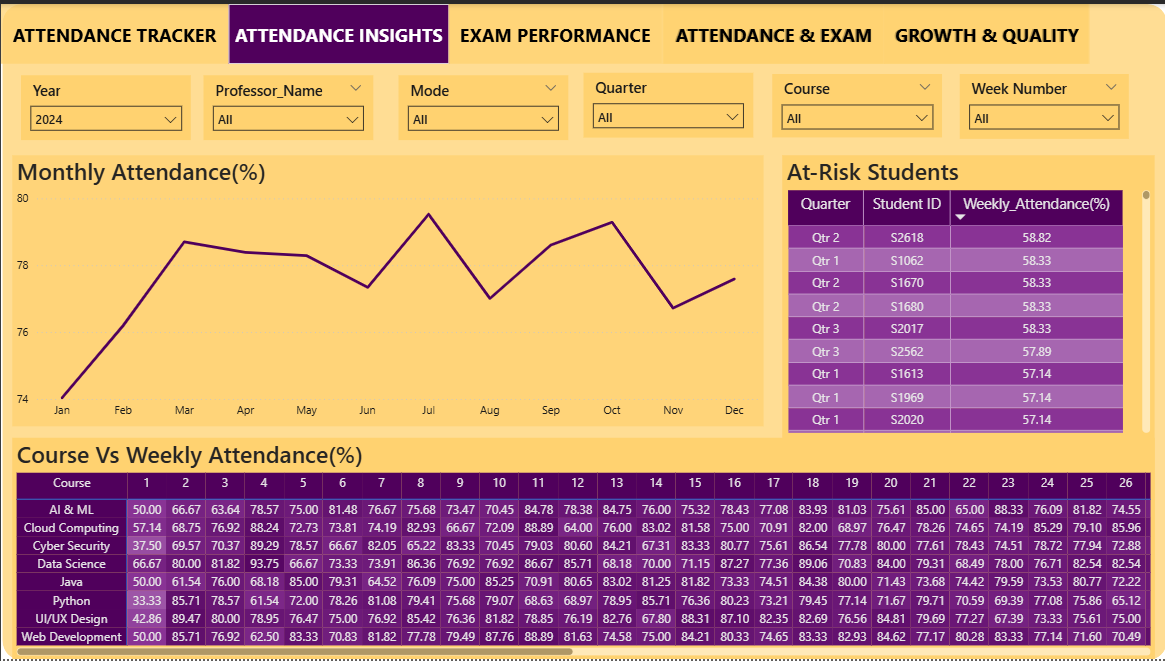 ATTENDANCE TRACKER ATTENDANCE INSIGHTS EXAM PERFORMANCE ATTENDANCE & EXAM GROWTH & QUALITY
Year Professor_Name Mode Quarter Course Week Number
2024 All All All All All
Monthly Attendance(%)
80
78
76
74
Jan Feb Mar Apr May Jun Jul Aug Sep Oct Nov Dec
At-Risk Students
Quarter Student ID Weekly_Attendance(%)
Qtr 2 S2618 58.82
Qtr 1 S1062 58.33
Qtr 2 S1670 58.33
Qtr 2 S1680 58.33
Qtr 3 S2017 58.33
Qtr 3 S2562 57.89
Qtr 1 S1613 57.14
Qtr 1 S1969 57.14
Qtr 1 S2020 57.14
Course Vs Weekly Attendance(%)
Course 1 2 3 4 5 6 7 8 9 10 11 12 13 14 15 16 17 18 19 20 21 22 23 24 25 26
AI & ML 50.00 66.67 63.64 78.57 75.00 81.48 76.67 75.68 73.47 70.45 84.78 78.38 84.75 76.00 75.32 78.43 77.08 83.93 81.03 75.61 85.00 65.00 88.33 76.09 81.82 74.55
Cloud Computing 57.14 68.75 76.92 88.24 72.73 73.81 74.19 82.93 66.67 72.09 88.89 64.00 76.00 83.02 81.58 75.00 70.91 82.00 68.97 76.47 78.26 74.65 74.19 85.29 79.10 85.96
Cyber Security 37.50 69.57 70.37 89.29 78.57 66.67 82.05 65.22 83.33 70.45 79.03 80.60 84.21 67.31 83.33 80.77 75.61 86.54 77.78 80.00 77.61 78.43 74.51 78.72 77.94 72.88
Data Science 66.67 80.00 81.82 93.75 66.67 73.33 73.91 86.36 76.92 76.92 86.67 85.71 68.18 70.00 71.15 87.27 77.36 89.06 70.83 84.00 79.31 68.49 78.00 76.71 82.54 82.54
Java 50.00 61.54 76.00 68.18 85.00 79.31 64.52 76.09 75.00 85.25 70.91 80.65 83.02 81.25 81.82 73.33 74.51 84.38 80.00 71.43 73.68 74.42 79.59 73.53 80.77 72.22
Python 33.33 85.71 78.57 61.54 72.00 78.26 81.08 79.41 75.68 79.07 68.63 68.97 78.95 85.71 76.36 80.23 73.21 79.45 77.14 71.67 79.71 70.59 69.39 77.08 75.86 65.12
UI/UX Design 42.86 89.47 80.00 78.95 76.47 75.00 76.92 85.42 76.36 81.82 78.85 76.19 82.76 67.80 88.31 87.10 82.35 82.69 76.56 84.81 79.69 77.27 67.39 73.33 75.61 75.00
Web Development 50.00 85.71 76.92 62.50 83.33 70.83 81.82 77.78 79.49 87.76 88.89 81.63 74.58 75.00 84.21 80.33 74.65 83.33 82.93 84.62 77.17 80.28 83.33 77.14 71.60 70.49